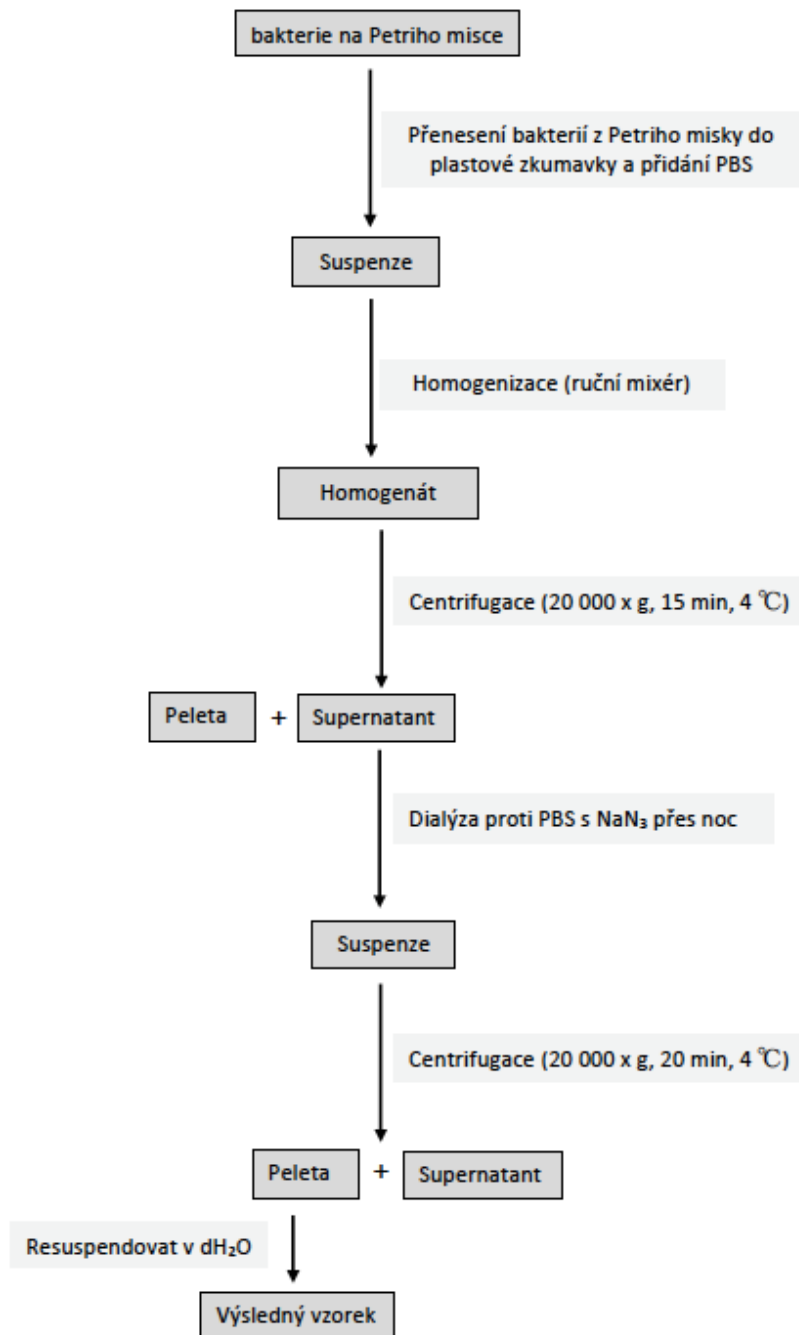 bakterie na Petriho misce
Přenesení bakterií z Petriho misky do
plastové zkumavky a přidání PBS
Suspenze
Homogenizace (ruční mixér)
Homogenát
Centrifugace (20 000 x g, 15 min, 4 ℃)
Peleta + Supernatant
Dialýza proti PBS s NaN₃ přes noc
Suspenze
Centrifugace (20 000 x g, 20 min, 4 ℃)
Peleta + Supernatant
Resuspendovat v dH₂O
Výsledný vzorek